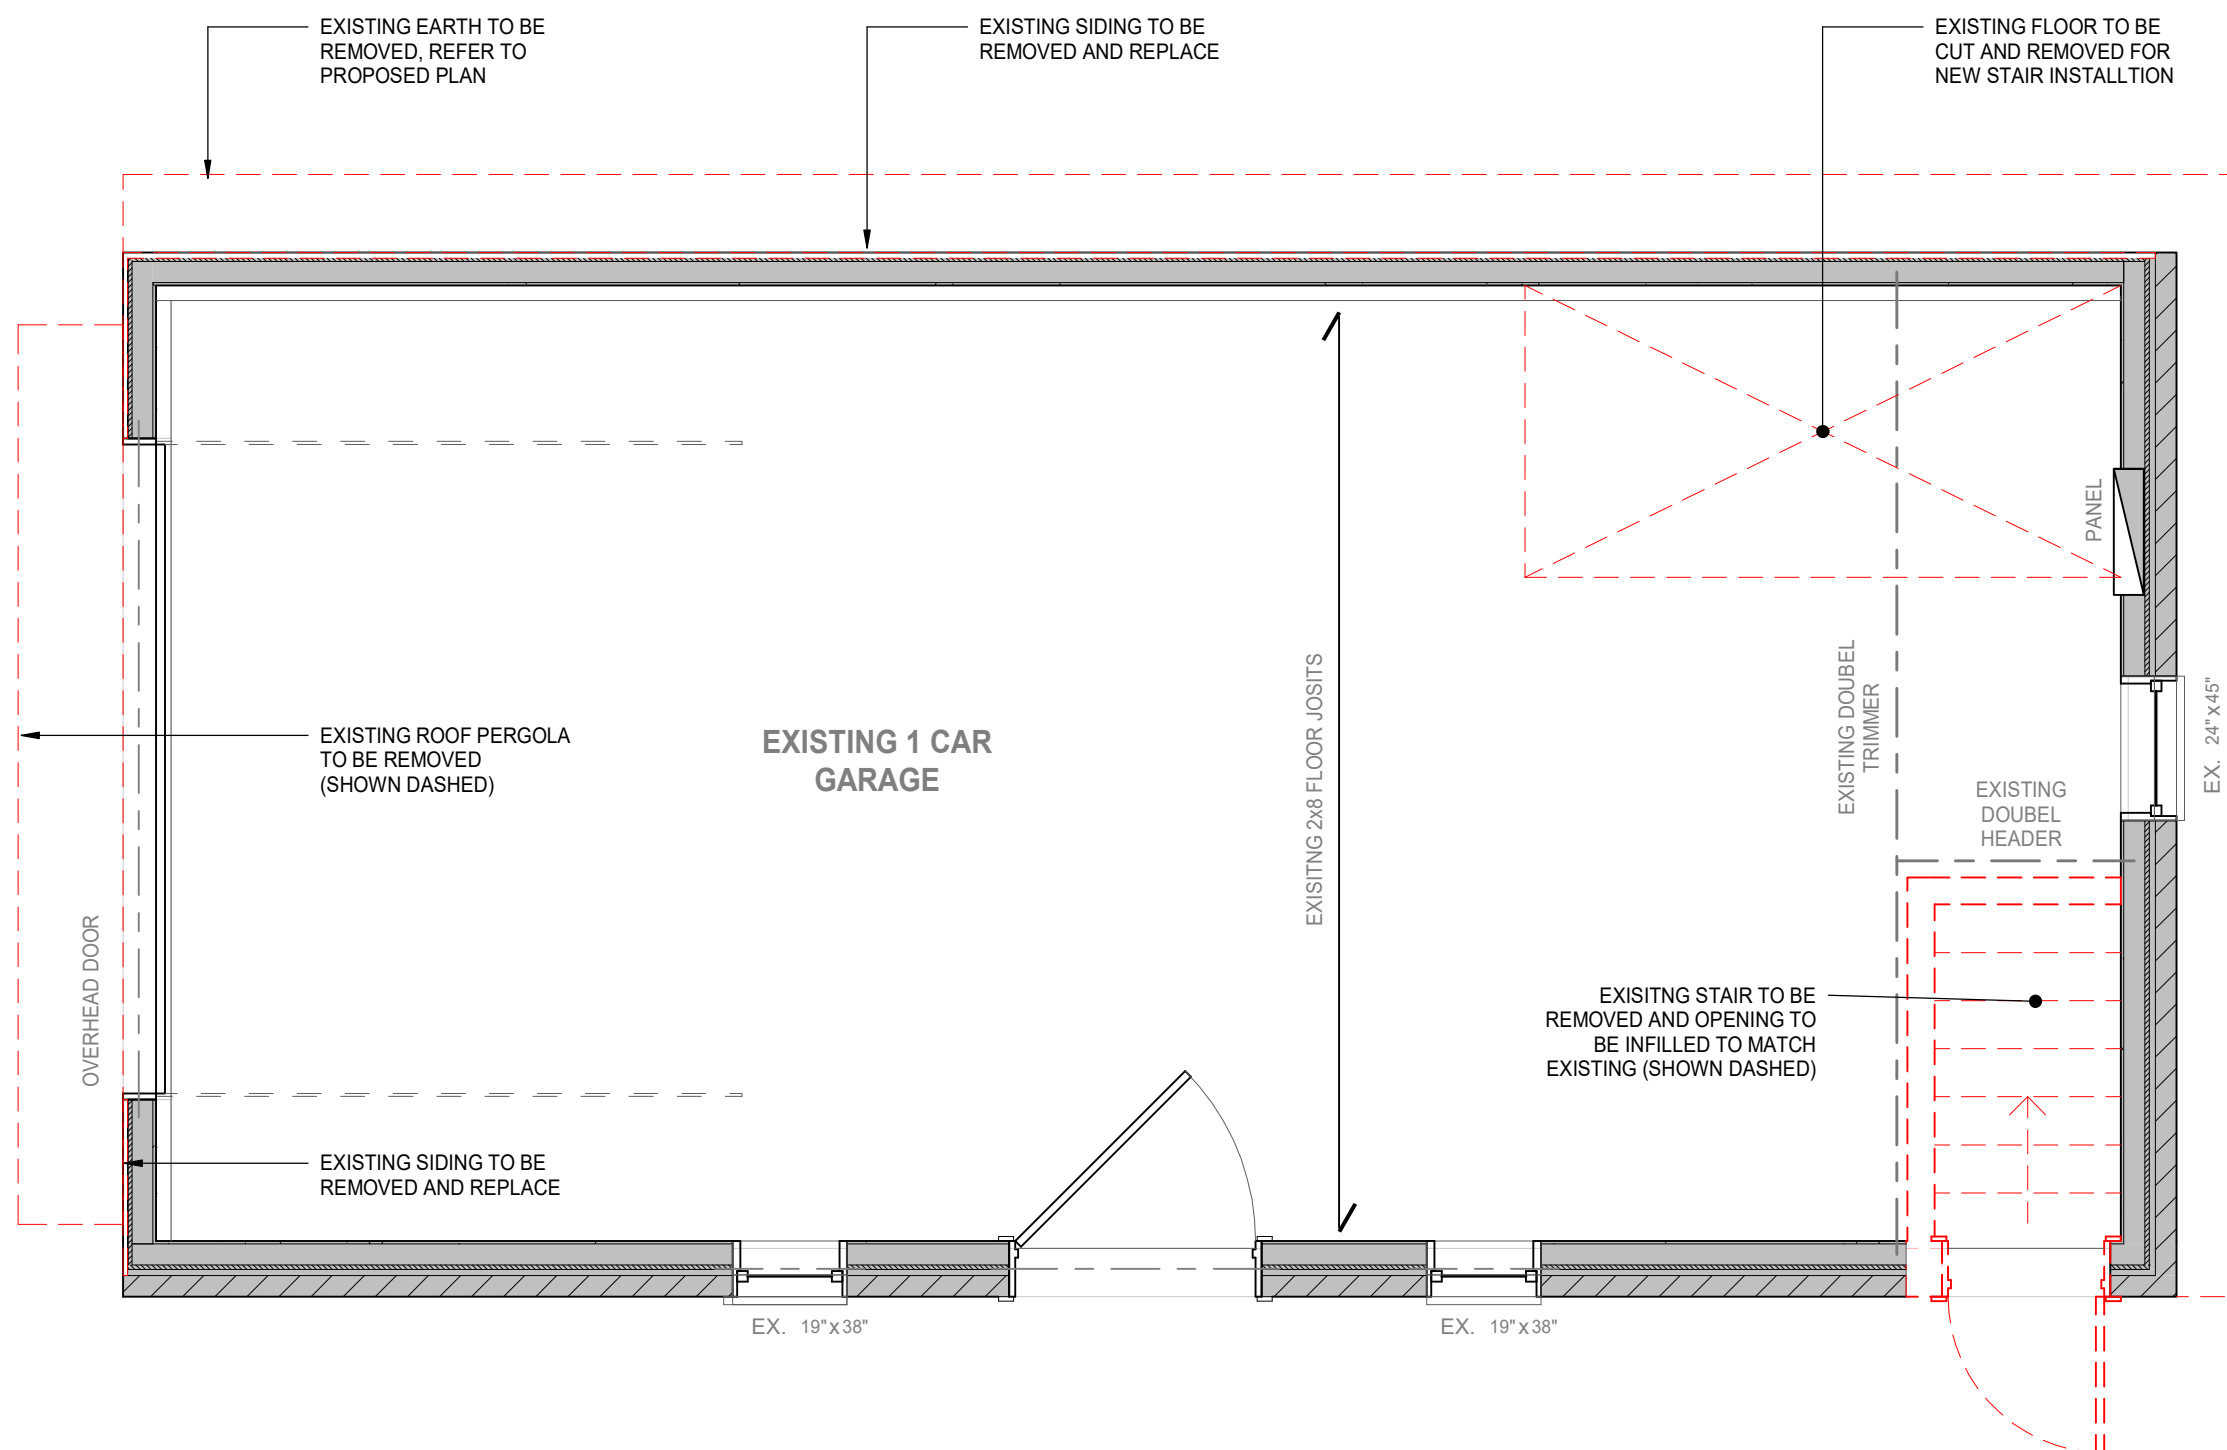 EXISTING EARTH TO BE
REMOVED, REFER TO
PROPOSED PLAN
EXISTING SIDING TO BE
REMOVED AND REPLACE
EXISTING FLOOR TO BE
CUT AND REMOVED FOR
NEW STAIR INSTALLTION
PANEL
EXISTING ROOF PERGOLA
TO BE REMOVED
(SHOWN DASHED)
EXISTING 1 CAR
GARAGE
EXISITNG 2x8 FLOOR JOSITS
EXISTING DOUBEL
TRIMMER
EXISTING
DOUBEL
HEADER
EX. 24"x45"
OVERHEAD DOOR
EXISITNG STAIR TO BE
REMOVED AND OPENING TO
BE INFILLED TO MATCH
EXISTING (SHOWN DASHED)
EXISTING SIDING TO BE
REMOVED AND REPLACE
EX. 19"x38"
EX. 19"x38"